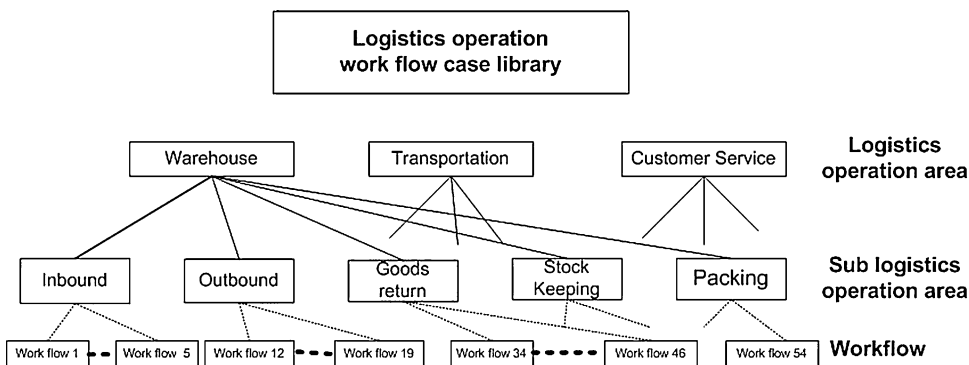 Logistics operation
work flow case library
Warehouse
Transportation
Customer Service
Logistics
operation area
Inbound
Outbound
Goods
return
Stock
Keeping
Packing
Sub logistics
operation area
Work flow 1
Work flow 5
Work flow 12
Work flow 19
Work flow 34
Work flow 46
Work flow 54
Workflow